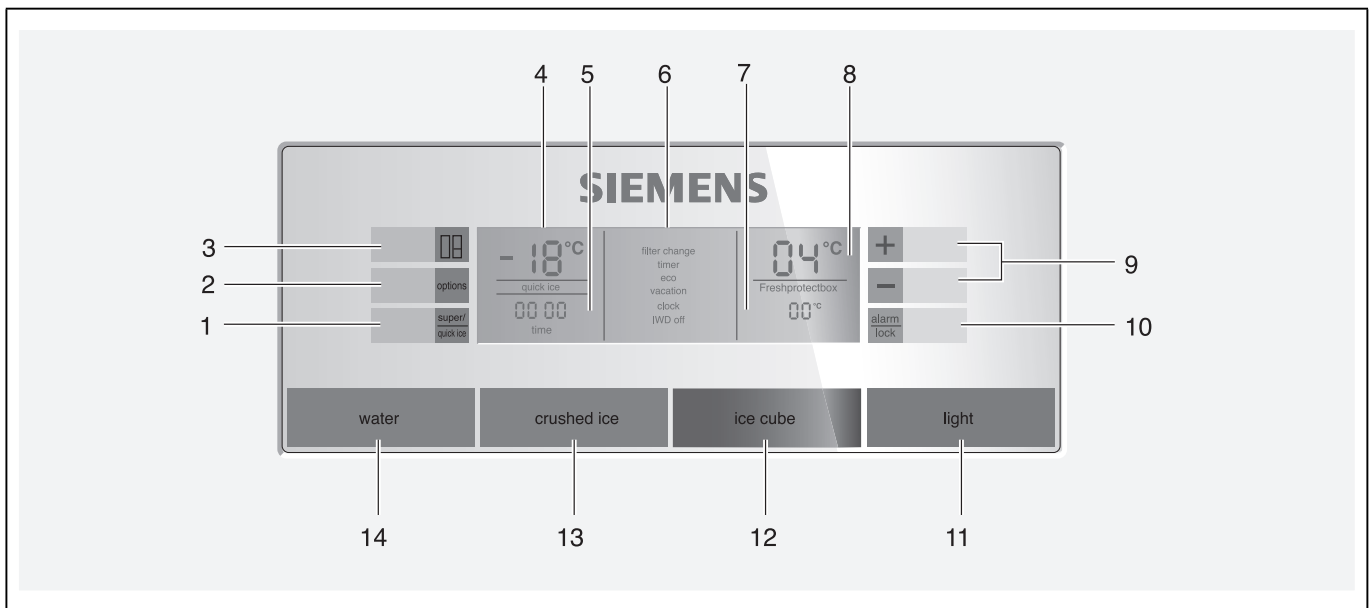 4 5 6 7 8
SIEMENS
3
2
1
options
super/
quick ice
- 18 °C
quick ice
00 00
time
filter change
timer
eco
vacation
clock
IWD off
04 °C
Freshprotectbox
00 °C
+
−
alarm
lock
9
10
water crushed ice ice cube light
14 13 12 11